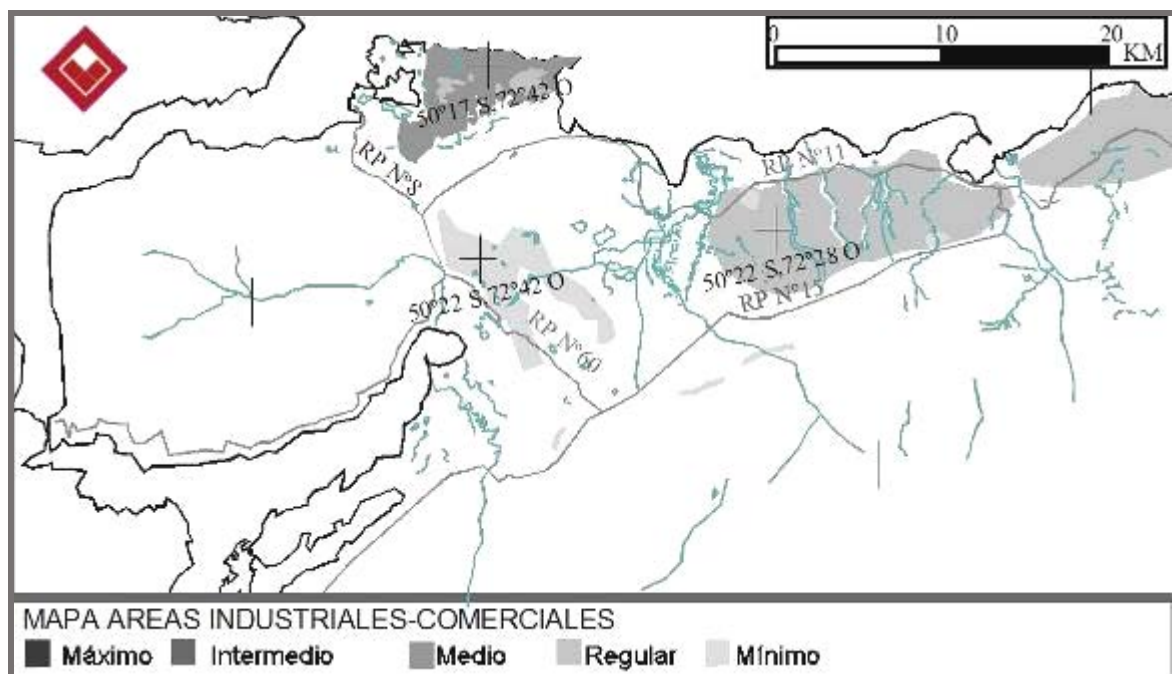 0 10 20
KM
50°17 S.72°42 O
RP N°8
RP N°11
50°22 S.72°42 O
50°22 S.72°28 O
RP N°15
RP N°60
MAPA AREAS INDUSTRIALES-COMERCIALES
Máximo Intermedio Medio Regular Mínimo